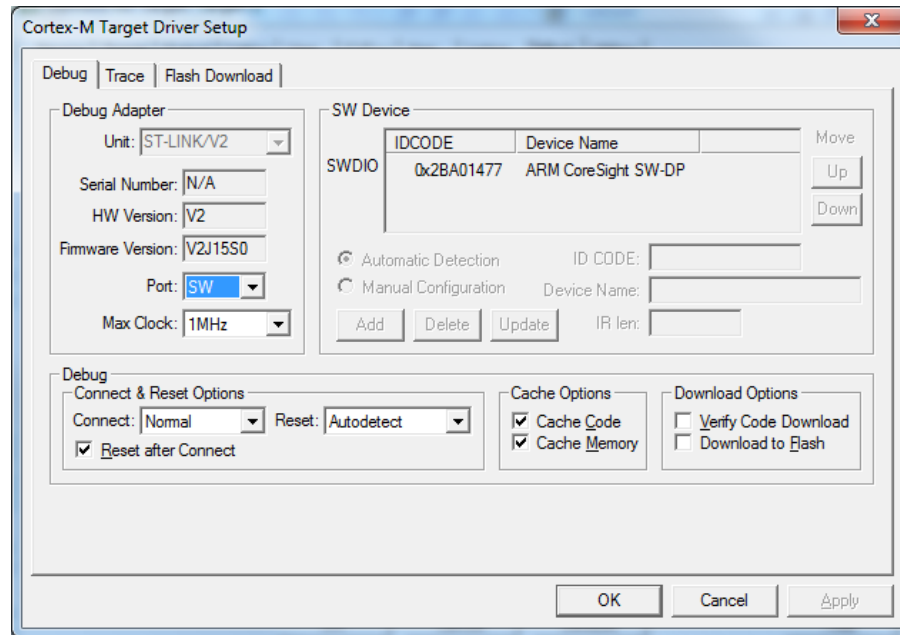 Cortex-M Target Driver Setup
Debug Trace Flash Download
Debug Adapter
Unit: ST-LINK/V2
Serial Number: N/A
HW Version: V2
Firmware Version: V2J15S0
Port: SW
Max Clock: 1MHz
SW Device
IDCODE Device Name
SWDIO 0x2BA01477 ARM CoreSight SW-DP
Move
Up
Down
Automatic Detection ID CODE:
Manual Configuration Device Name:
Add Delete Update IR len:
Debug
Connect & Reset Options
Connect: Normal Reset: Autodetect
Reset after Connect
Cache Options
Cache Code
Cache Memory
Download Options
Verify Code Download
Download to Flash
OK Cancel Apply